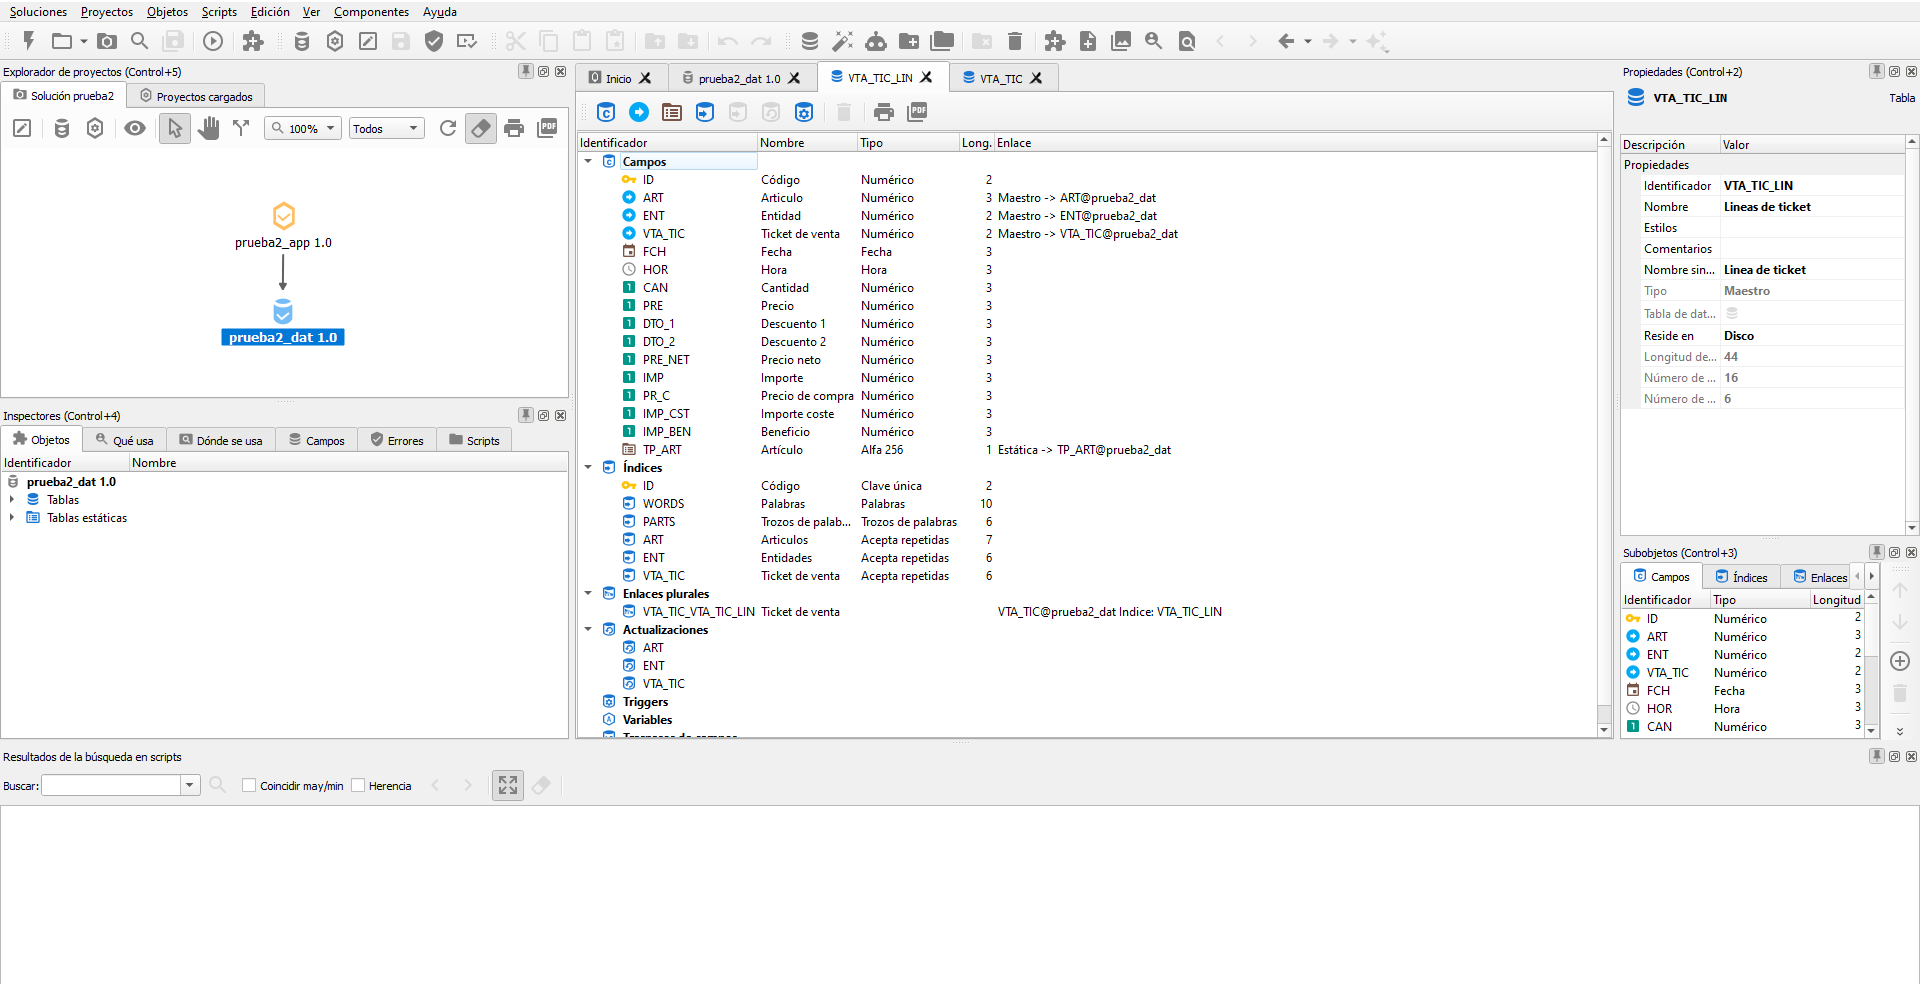 Soluciones Proyectos Objetos Scripts Edición Ver Componentes Ayuda
Explorador de proyectos (Control+5)
Solución prueba2 Proyectos cargados
100% Todos
prueba2_app 1.0
prueba2_dat 1.0
Inspectores (Control+4)
Objetos Qué usa Dónde se usa Campos Errores Scripts
Identificador Nombre
prueba2_dat 1.0
Tablas
Tablas estáticas
Inicio prueba2_dat 1.0 VTA_TIC_LIN VTA_TIC
Identificador Nombre Tipo Long. Enlace
Campos
ID Código Numérico 2
ART Articulo Numérico 3 Maestro -> ART@prueba2_dat
ENT Entidad Numérico 2 Maestro -> ENT@prueba2_dat
VTA_TIC Ticket de venta Numérico 2 Maestro -> VTA_TIC@prueba2_dat
FCH Fecha Fecha 3
HOR Hora Hora 3
CAN Cantidad Numérico 3
PRE Precio Numérico 3
DTO_1 Descuento 1 Numérico 3
DTO_2 Descuento 2 Numérico 3
PRE_NET Precio neto Numérico 3
IMP Importe Numérico 3
PR_C Precio de compra Numérico 3
IMP_CST Importe coste Numérico 3
IMP_BEN Beneficio Numérico 3
TP_ART Artículo Alfa 256 1 Estática -> TP_ART@prueba2_dat
Índices
ID Código Clave única 2
WORDS Palabras Palabras 10
PARTS Trozos de palab... Trozos de palabras 6
ART Articulos Acepta repetidas 7
ENT Entidades Acepta repetidas 6
VTA_TIC Ticket de venta Acepta repetidas 6
Enlaces plurales
VTA_TIC_VTA_TIC_LIN Ticket de venta VTA_TIC@prueba2_dat Indice: VTA_TIC_LIN
Actualizaciones
ART
ENT
VTA_TIC
Triggers
Variables
Propiedades (Control+2)
VTA_TIC_LIN Tabla
Descripción Valor
Propiedades
Identificador VTA_TIC_LIN
Nombre Lineas de ticket
Estilos
Comentarios
Nombre sin... Linea de ticket
Tipo Maestro
Tabla de dat...
Reside en Disco
Longitud de... 44
Número de ... 16
Número de ... 6
Subobjetos (Control+3)
Campos Índices Enlaces
Identificador Tipo Longitud
ID Numérico 2
ART Numérico 3
ENT Numérico 2
VTA_TIC Numérico 2
FCH Fecha 3
HOR Hora 3
CAN Numérico 3
Resultados de la búsqueda en scripts
Buscar: Coincidir may/min Herencia